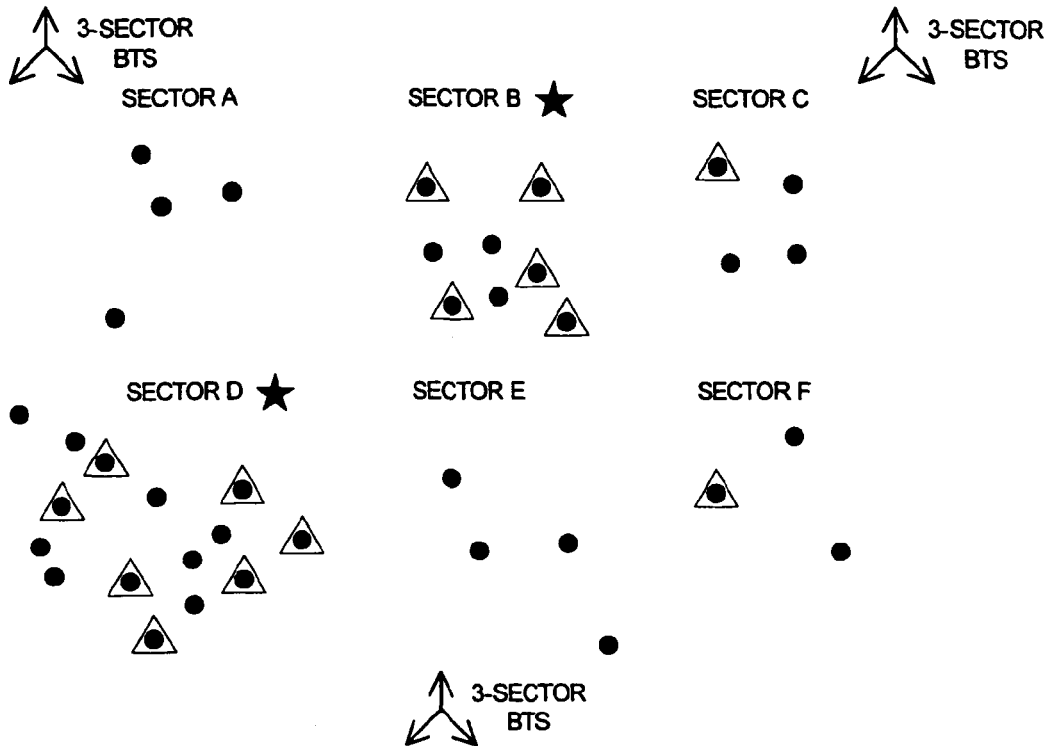 3-SECTOR
BTS
3-SECTOR
BTS
SECTOR A
SECTOR B
SECTOR C
SECTOR D
SECTOR E
SECTOR F
3-SECTOR
BTS